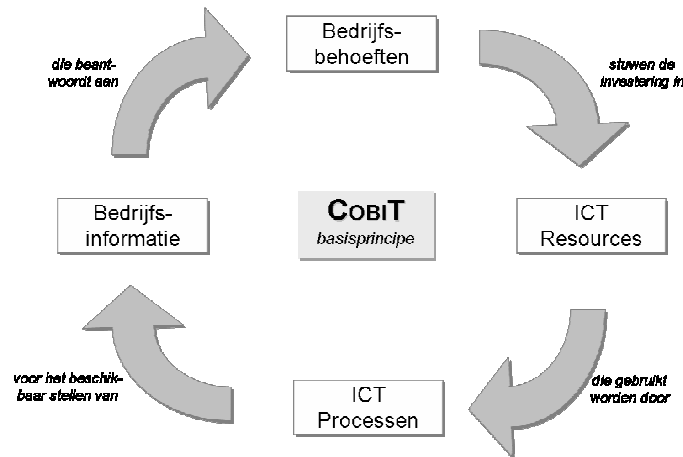 Bedrijfs-
behoeften
stuwen de
investering in
ICT
Resources
die gebruikt
worden door
ICT
Processen
voor het beschik-
baar stellen van
Bedrijfs-
informatie
die beant-
woordt aan
COBIT
basisprincipe